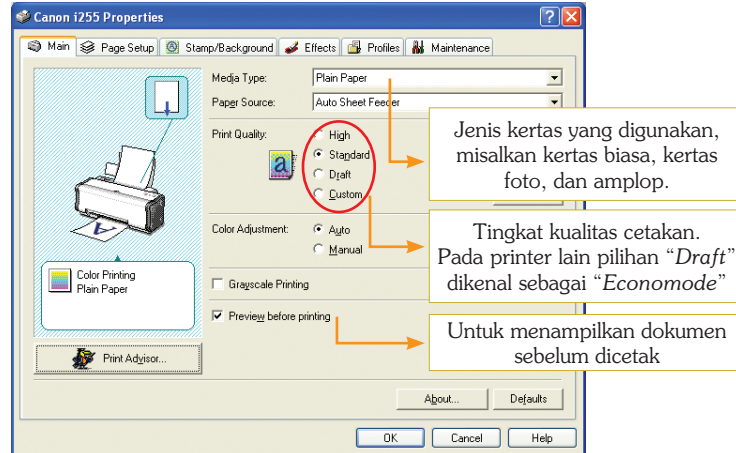 Canon i255 Properties
Main Page Setup Stamp/Background Effects Profiles Maintenance
Media Type: Plain Paper
Paper Source: Auto Sheet Feeder
Print Quality: High
Standard
Draft
Custom
Color Adjustment: Auto
Manual
Grayscale Printing
Preview before printing
Color Printing
Plain Paper
Print Advisor...
About... Defaults
OK Cancel Help
Jenis kertas yang digunakan,
misalkan kertas biasa, kertas
foto, dan amplop.
Tingkat kualitas cetakan.
Pada printer lain pilihan “Draft”
dikenal sebagai “Economode”
Untuk menampilkan dokumen
sebelum dicetak